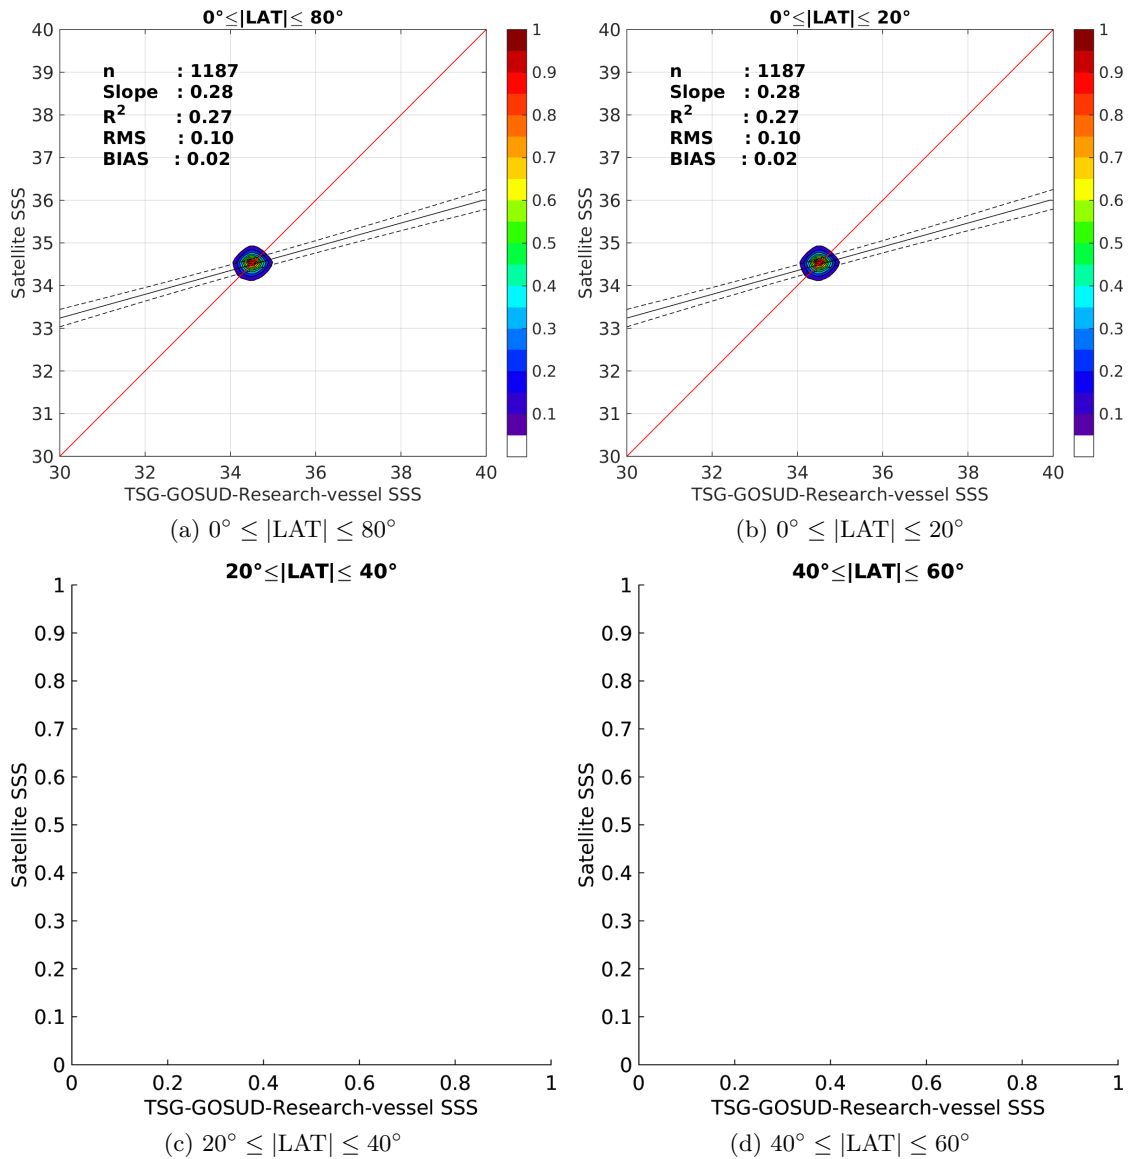 0°≤|LAT|≤ 80°
40
39
38
37
36
35
34
33
32
31
30
30 32 34 36 38 40
Satellite SSS
TSG-GOSUD-Research-vessel SSS
n : 1187
Slope : 0.28
R² : 0.27
RMS : 0.10
BIAS : 0.02
1
0.9
0.8
0.7
0.6
0.5
0.4
0.3
0.2
0.1
(a) 0° ≤ |LAT| ≤ 80°
0°≤|LAT|≤ 20°
40
39
38
37
36
35
34
33
32
31
30
30 32 34 36 38 40
Satellite SSS
TSG-GOSUD-Research-vessel SSS
n : 1187
Slope : 0.28
R² : 0.27
RMS : 0.10
BIAS : 0.02
1
0.9
0.8
0.7
0.6
0.5
0.4
0.3
0.2
0.1
(b) 0° ≤ |LAT| ≤ 20°
20°≤|LAT|≤ 40°
1
0.9
0.8
0.7
0.6
0.5
0.4
0.3
0.2
0.1
0
0 0.2 0.4 0.6 0.8 1
Satellite SSS
TSG-GOSUD-Research-vessel SSS
(c) 20° ≤ |LAT| ≤ 40°
40°≤|LAT|≤ 60°
1
0.9
0.8
0.7
0.6
0.5
0.4
0.3
0.2
0.1
0
0 0.2 0.4 0.6 0.8 1
Satellite SSS
TSG-GOSUD-Research-vessel SSS
(d) 40° ≤ |LAT| ≤ 60°